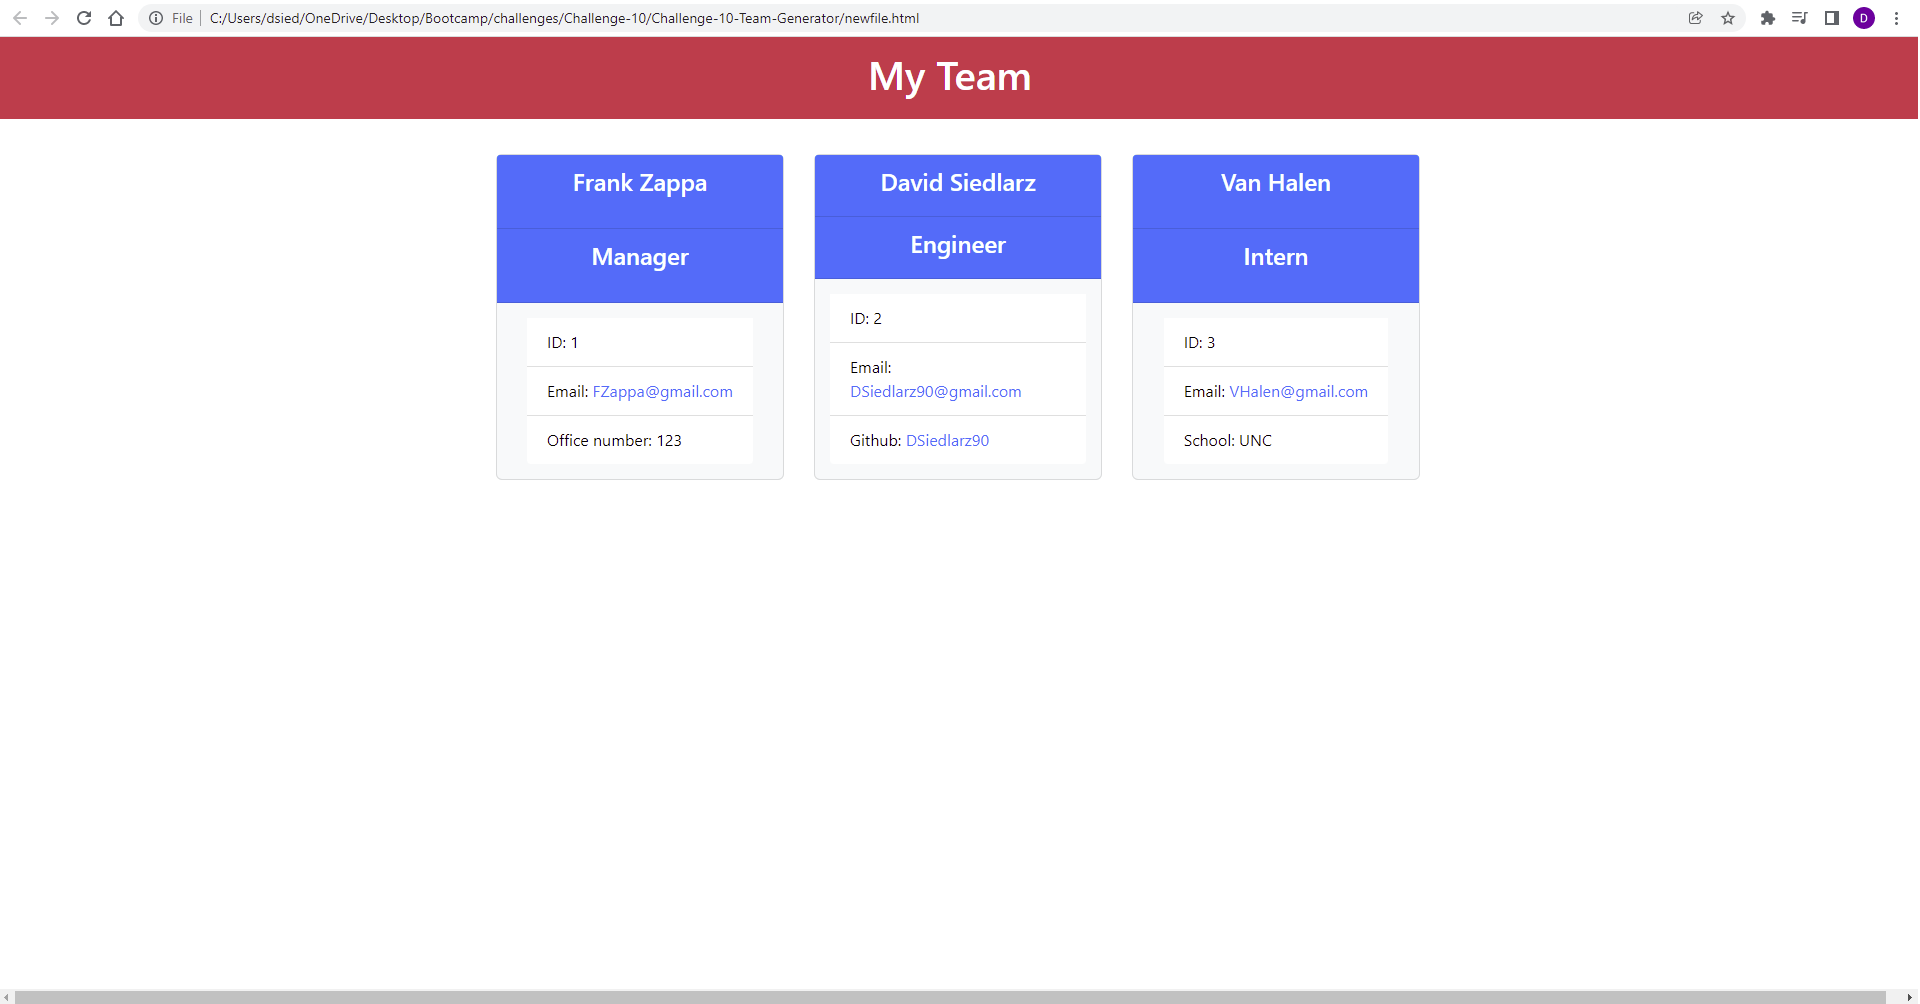 File C:/Users/dsied/OneDrive/Desktop/Bootcamp/challenges/Challenge-10/Challenge-10-Team-Generator/newfile.html D
My Team
Frank Zappa
Manager
ID: 1
Email: FZappa@gmail.com
Office number: 123
David Siedlarz
Engineer
ID: 2
Email:
DSiedlarz90@gmail.com
Github: DSiedlarz90
Van Halen
Intern
ID: 3
Email: VHalen@gmail.com
School: UNC